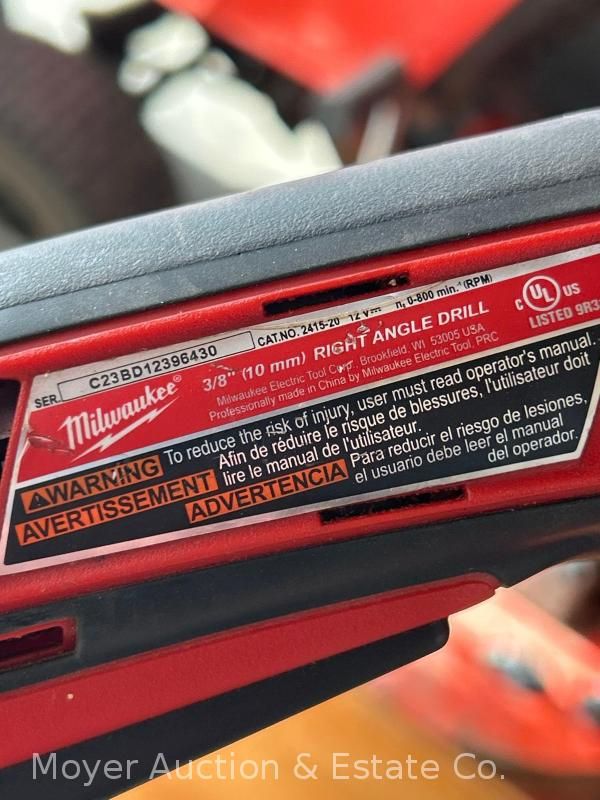 SER. C23BD12396430 CAT.NO. 2415-20 12 V n, 0-800 min. (RPM)
Milwaukee®
3/8" (10 mm) RIGHT ANGLE DRILL
Milwaukee Electric Tool Corp., Brookfield, WI 53005 USA
Professionally made in China by Milwaukee Electric Tool, PRC
C UL US
LISTED
WARNING To reduce the risk of injury, user must read operator's manual.
AVERTISSEMENT Afin de réduire le risque de blessures, l'utilisateur doit
lire le manual de l'utilisateur.
ADVERTENCIA Para reducir el riesgo de lesiones,
el usuario debe leer el manual
del operador.
Moyer Auction & Estate Co.